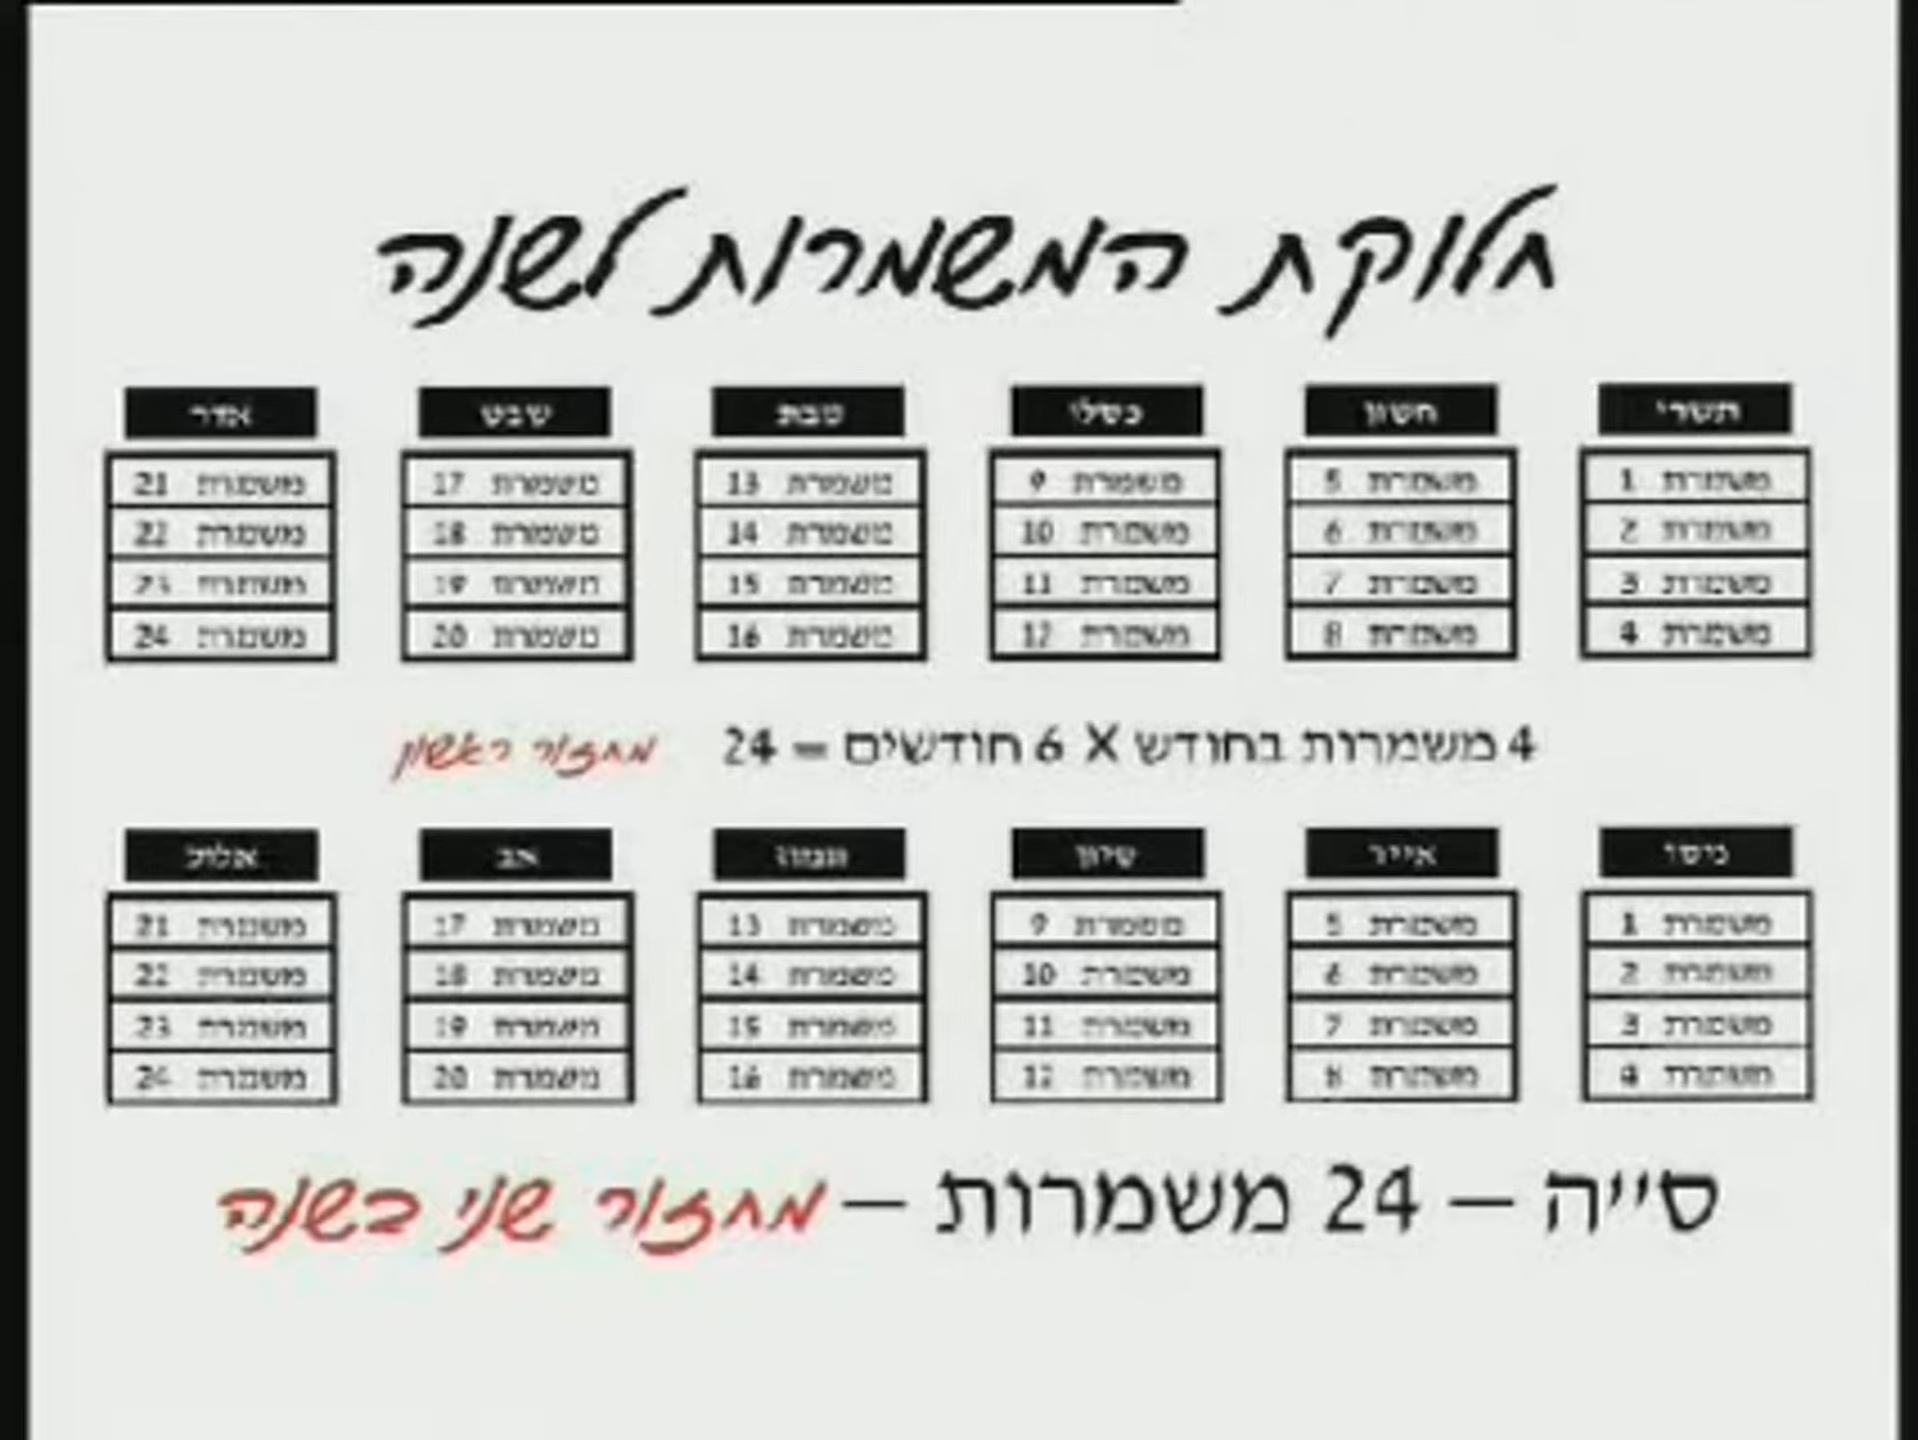 חלוקת המשמרות לשנה
תשרי חשון כסלו טבת שבט אדר
משמרת 1 משמרת 5 משמרת 9 משמרת 13 משמרת 17 משמרת 21
משמרת 2 משמרת 6 משמרת 10 משמרת 14 משמרת 18 משמרת 22
משמרת 3 משמרת 7 משמרת 11 משמרת 15 משמרת 19 משמרת 23
משמרת 4 משמרת 8 משמרת 12 משמרת 16 משמרת 20 משמרת 24
4 משמרות בחודש X 6 חודשים = 24 מחזור ראשון
ניסן אייר סיון תמוז אב אלול
משמרת 1 משמרת 5 משמרת 9 משמרת 13 משמרת 17 משמרת 21
משמרת 2 משמרת 6 משמרת 10 משמרת 14 משמרת 18 משמרת 22
משמרת 3 משמרת 7 משמרת 11 משמרת 15 משמרת 19 משמרת 23
משמרת 4 משמרת 8 משמרת 12 משמרת 16 משמרת 20 משמרת 24
סייה – 24 משמרות – מחזור שני בשנה